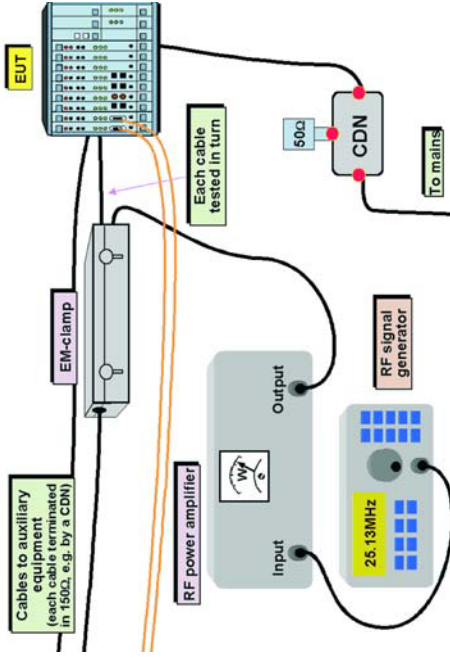 EUT
Each cable
tested in turn
50Ω
CDN
To mains
EM-clamp
Cables to auxiliary
equipment
(each cable terminated
in 150Ω, e.g. by a CDN)
RF power amplifier
W
Input
Output
RF signal
generator
25.13MHz